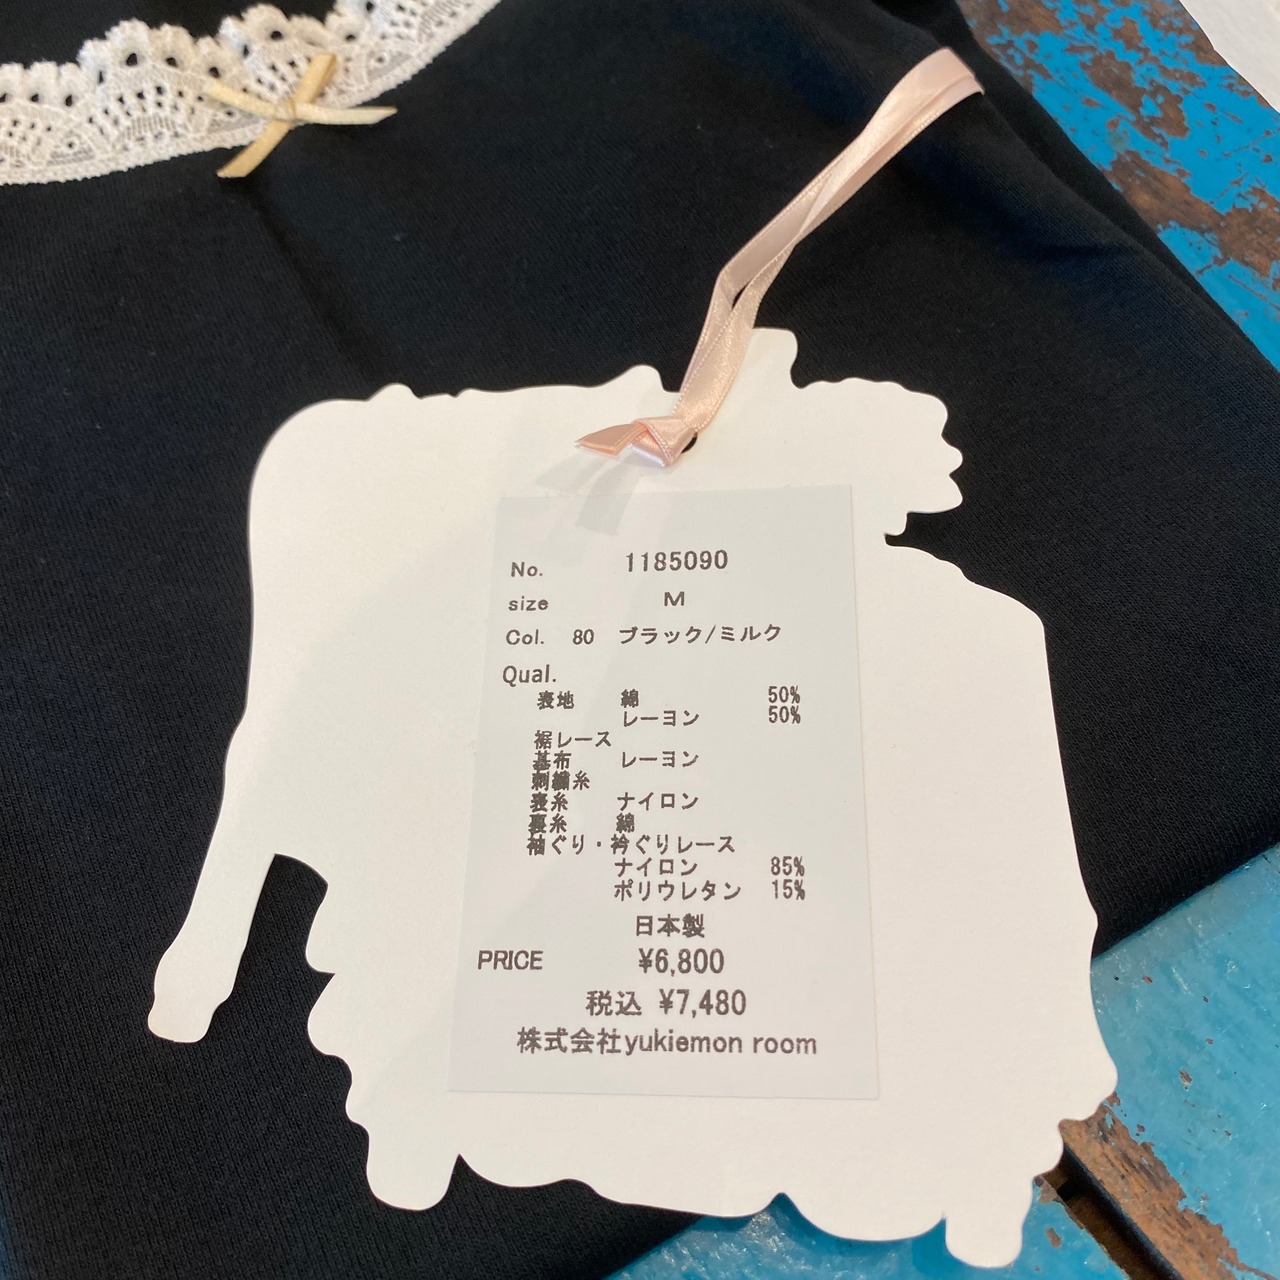 No. 1185090
size M
Col. 80 ブラック/ミルク
Qual.
表地 綿 50%
レーヨン 50%
裾レース
基布 レーヨン
刺繍糸
表糸 ナイロン
裏糸 綿
袖ぐり・衿ぐりレース
ナイロン 85%
ポリウレタン 15%
日本製
PRICE ¥6,800
税込 ¥7,480
株式会社yukiemon room